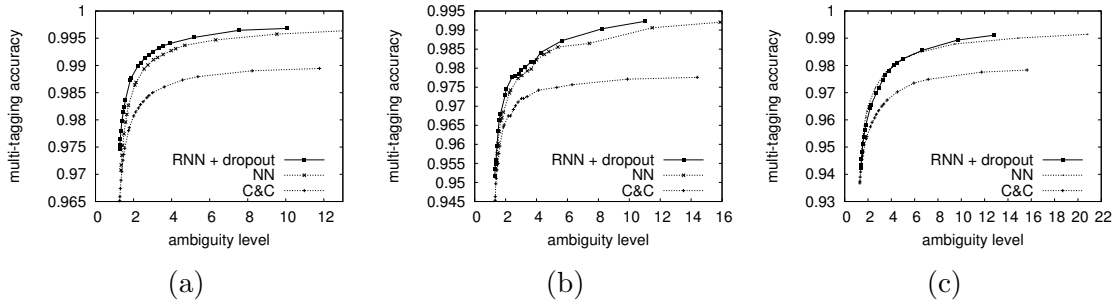 1
0.995
0.99
0.985
0.98
0.975
0.97
0.965
multi-tagging accuracy
RNN + dropout
NN
C&C
0 2 4 6 8 10 12
ambiguity level
(a)
0.995
0.99
0.985
0.98
0.975
0.97
0.965
0.96
0.955
0.95
0.945
multi-tagging accuracy
RNN + dropout
NN
C&C
0 2 4 6 8 10 12 14 16
ambiguity level
(b)
1
0.99
0.98
0.97
0.96
0.95
0.94
0.93
multi-tagging accuracy
RNN + dropout
NN
C&C
0 2 4 6 8 10 12 14 16 18 20 22
ambiguity level
(c)